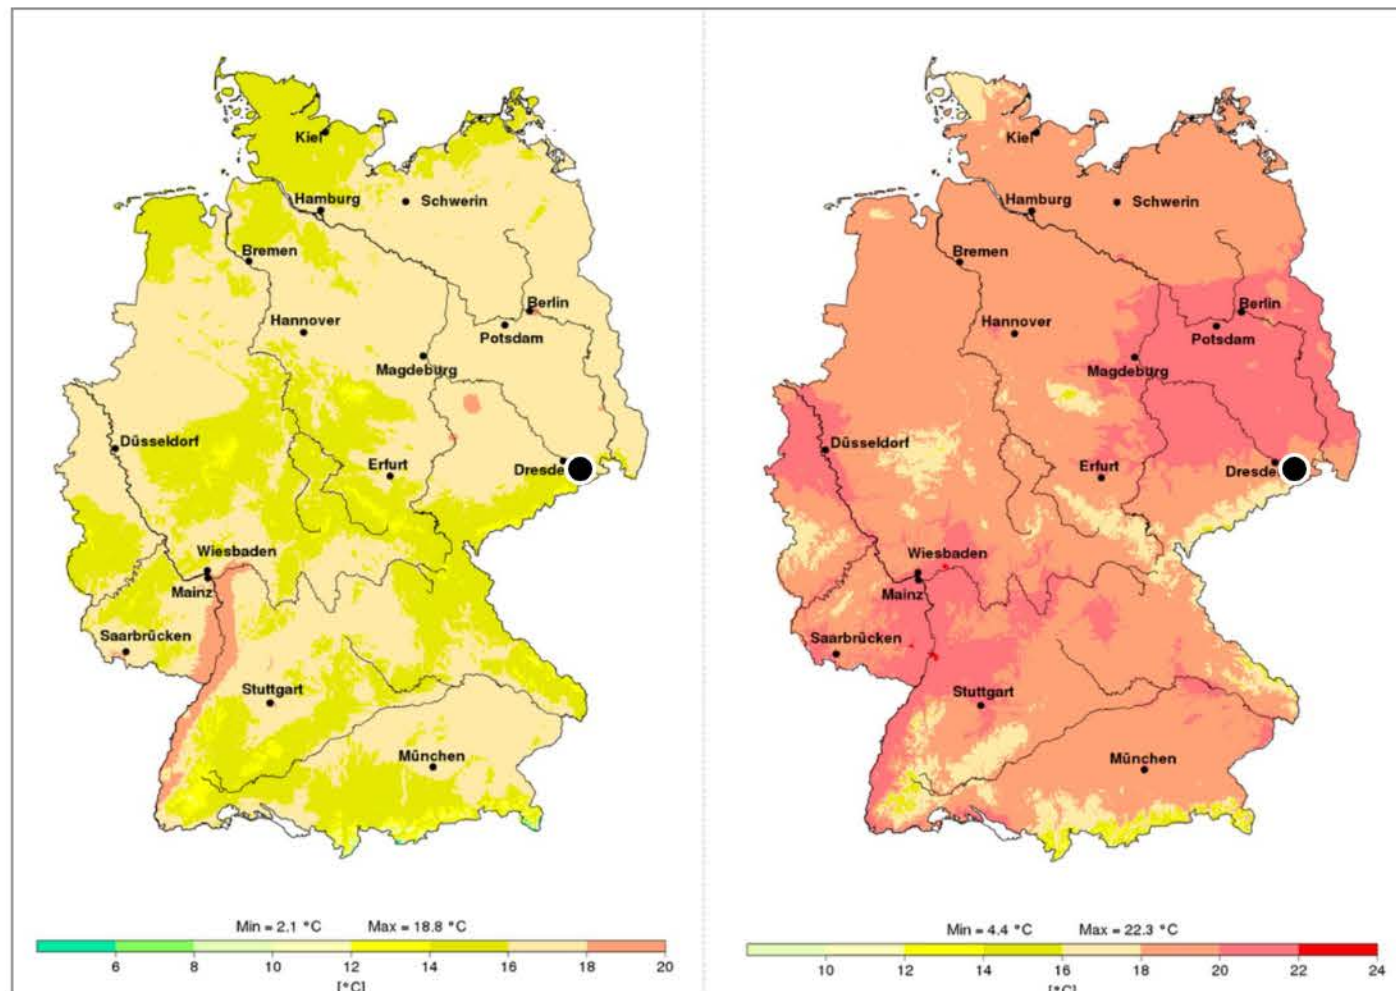 Kiel
Hamburg
Schwerin
Bremen
Berlin
Hannover
Potsdam
Magdeburg
Düsseldorf
Erfurt
Dresde
Wiesbaden
Mainz
Saarbrücken
Stuttgart
München
Min = 2.1 °C Max = 18.8 °C
6 8 10 12 14 16 18 20
[°C]
Kiel
Hamburg
Schwerin
Bremen
Berlin
Hannover
Potsdam
Magdeburg
Düsseldorf
Erfurt
Dresde
Wiesbaden
Mainz
Saarbrücken
Stuttgart
München
Min = 4.4 °C Max = 22.3 °C
10 12 14 16 18 20 22 24
[°C]